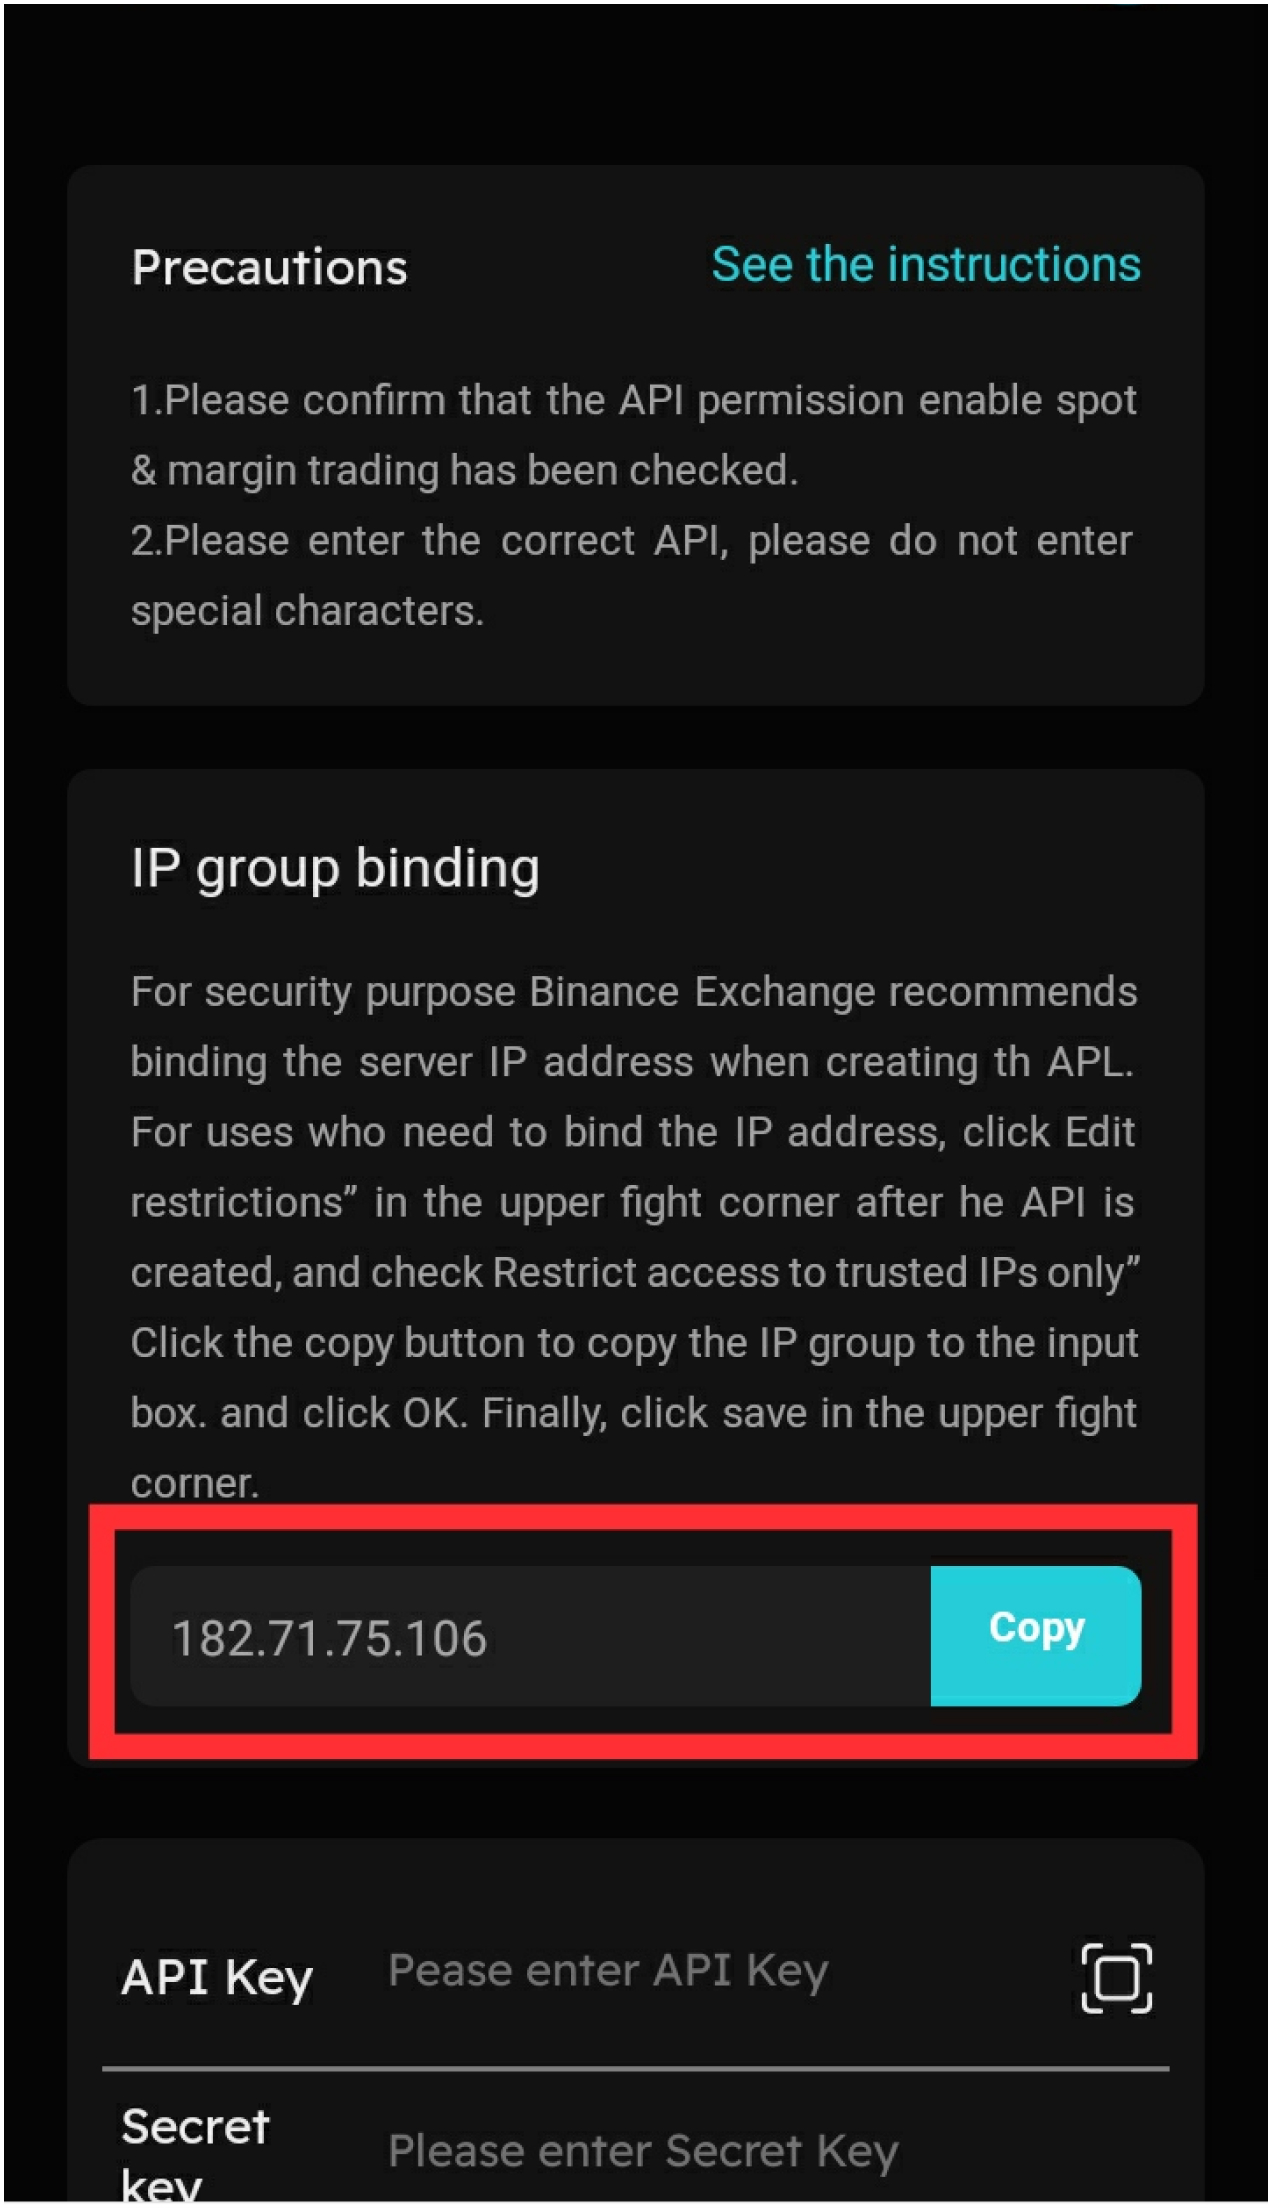 Precautions
See the instructions
1.Please confirm that the API permission enable spot
& margin trading has been checked.
2.Please enter the correct API, please do not enter
special characters.
IP group binding
For security purpose Binance Exchange recommends
binding the server IP address when creating th APL.
For uses who need to bind the IP address, click Edit
restrictions” in the upper fight corner after he API is
created, and check Restrict access to trusted IPs only”
Click the copy button to copy the IP group to the input
box. and click OK. Finally, click save in the upper fight
corner.
182.71.75.106
Copy
API Key
Pease enter API Key
Secret
key
Please enter Secret Key